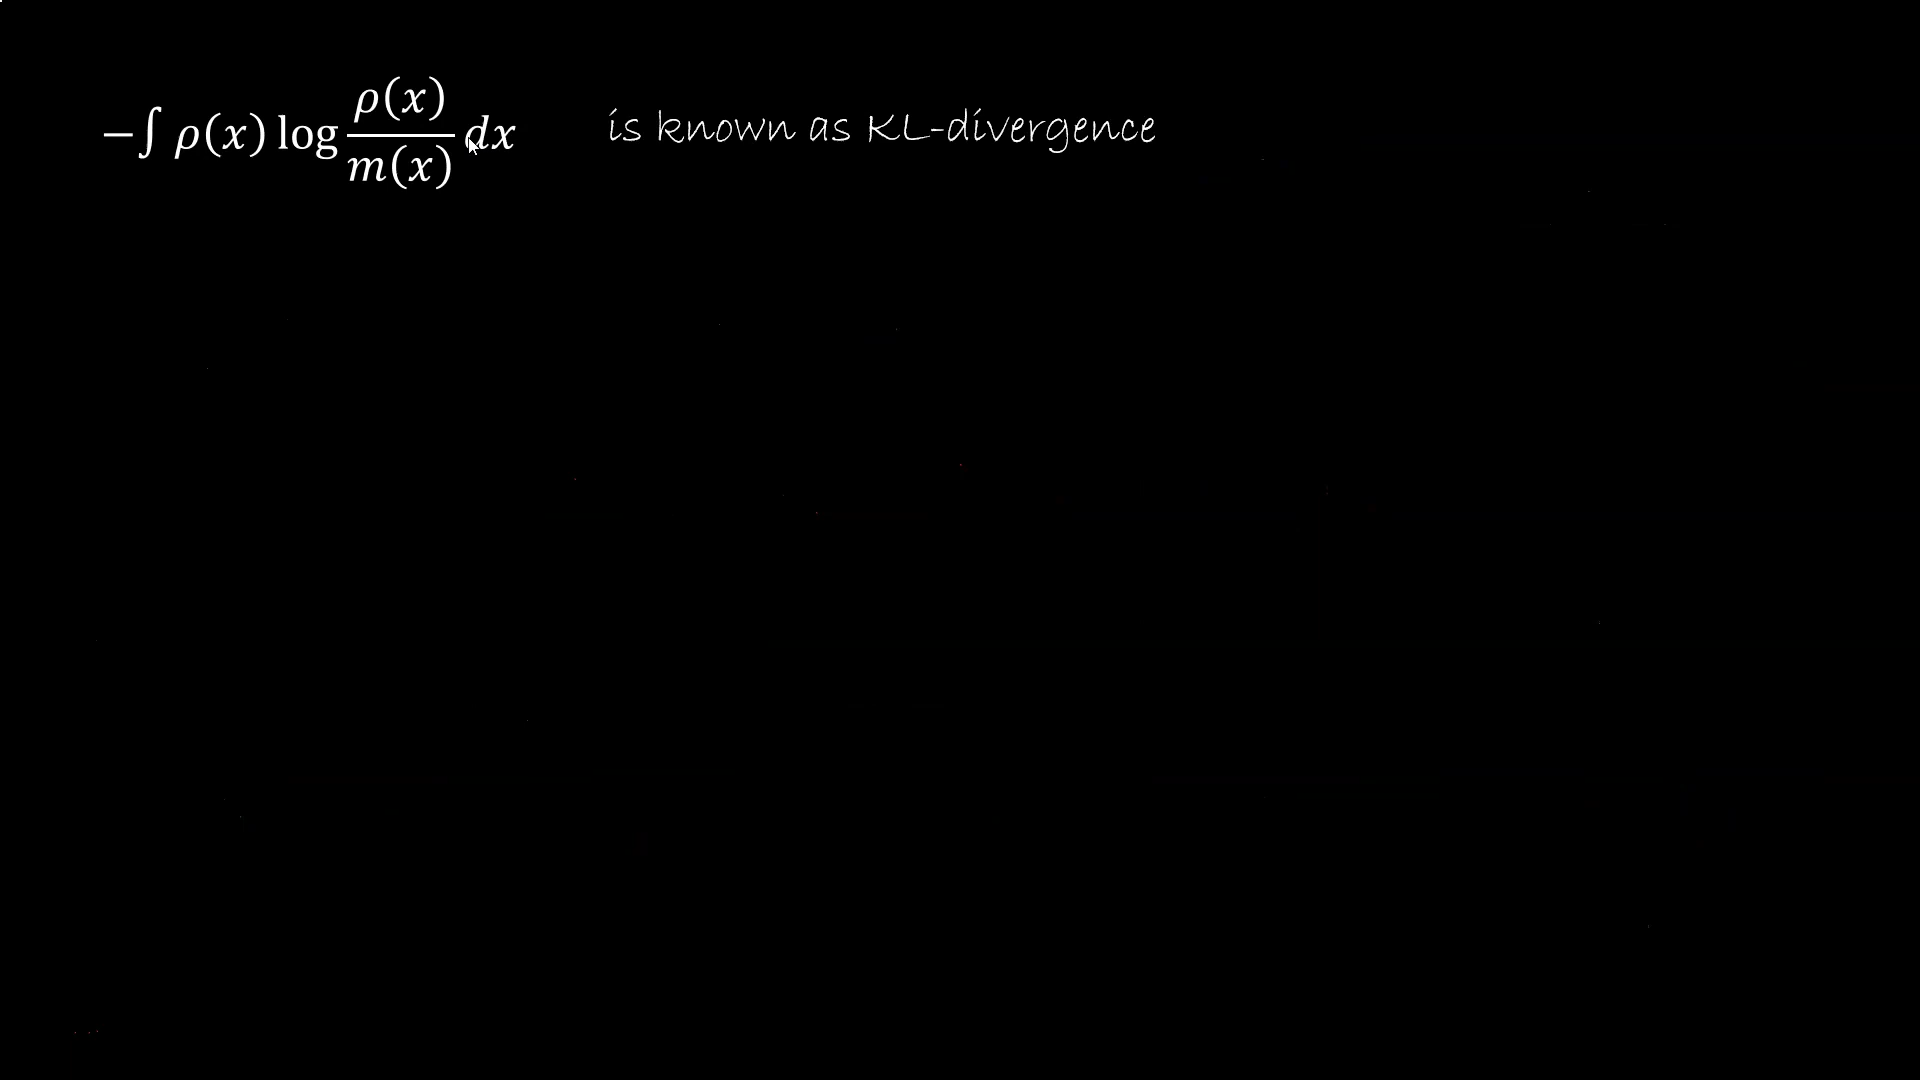 −∫ ρ(x) log ρ(x)/m(x) dx is known as KL-divergence